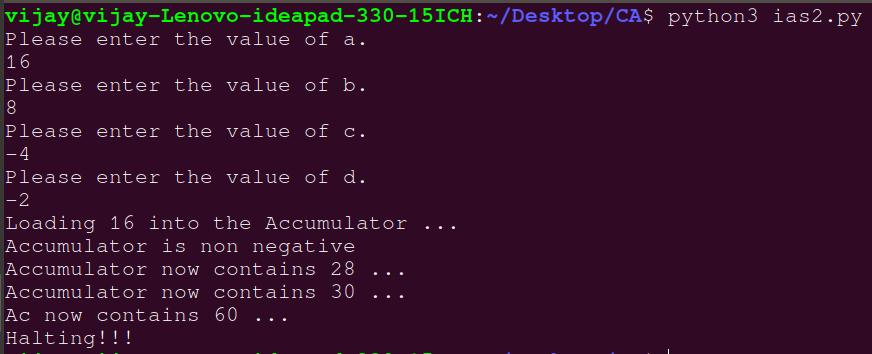 vijay@vijay-Lenovo-ideapad-330-15ICH:~/Desktop/CA$ python3 ias2.py
Please enter the value of a.
16
Please enter the value of b.
8
Please enter the value of c.
-4
Please enter the value of d.
-2
Loading 16 into the Accumulator ...
Accumulator is non negative
Accumulator now contains 28 ...
Accumulator now contains 30 ...
Ac now contains 60 ...
Halting!!!